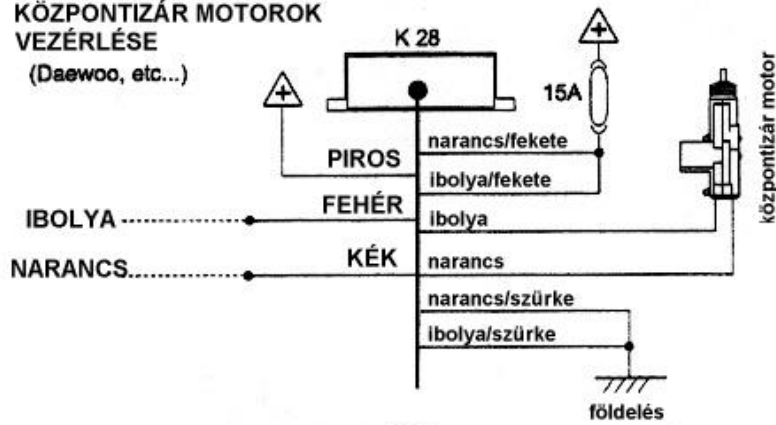 KÖZPONTIZÁR MOTOROK
VEZÉRLÉSE
(Daewoo, etc...)
K 28
15A
narancs/fekete
PIROS
ibolya/fekete
FEHÉR
IBOLYA
ibolya
KÉK
NARANCS
narancs
narancs/szürke
ibolya/szürke
földelés
központizár motor